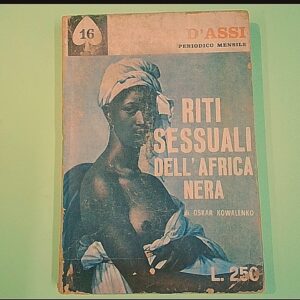 16
D'ASSI
PERIODICO MENSILE
RITI
SESSUALI
DELL'AFRICA
NERA
di OSKAR KOWALENKO
L. 250